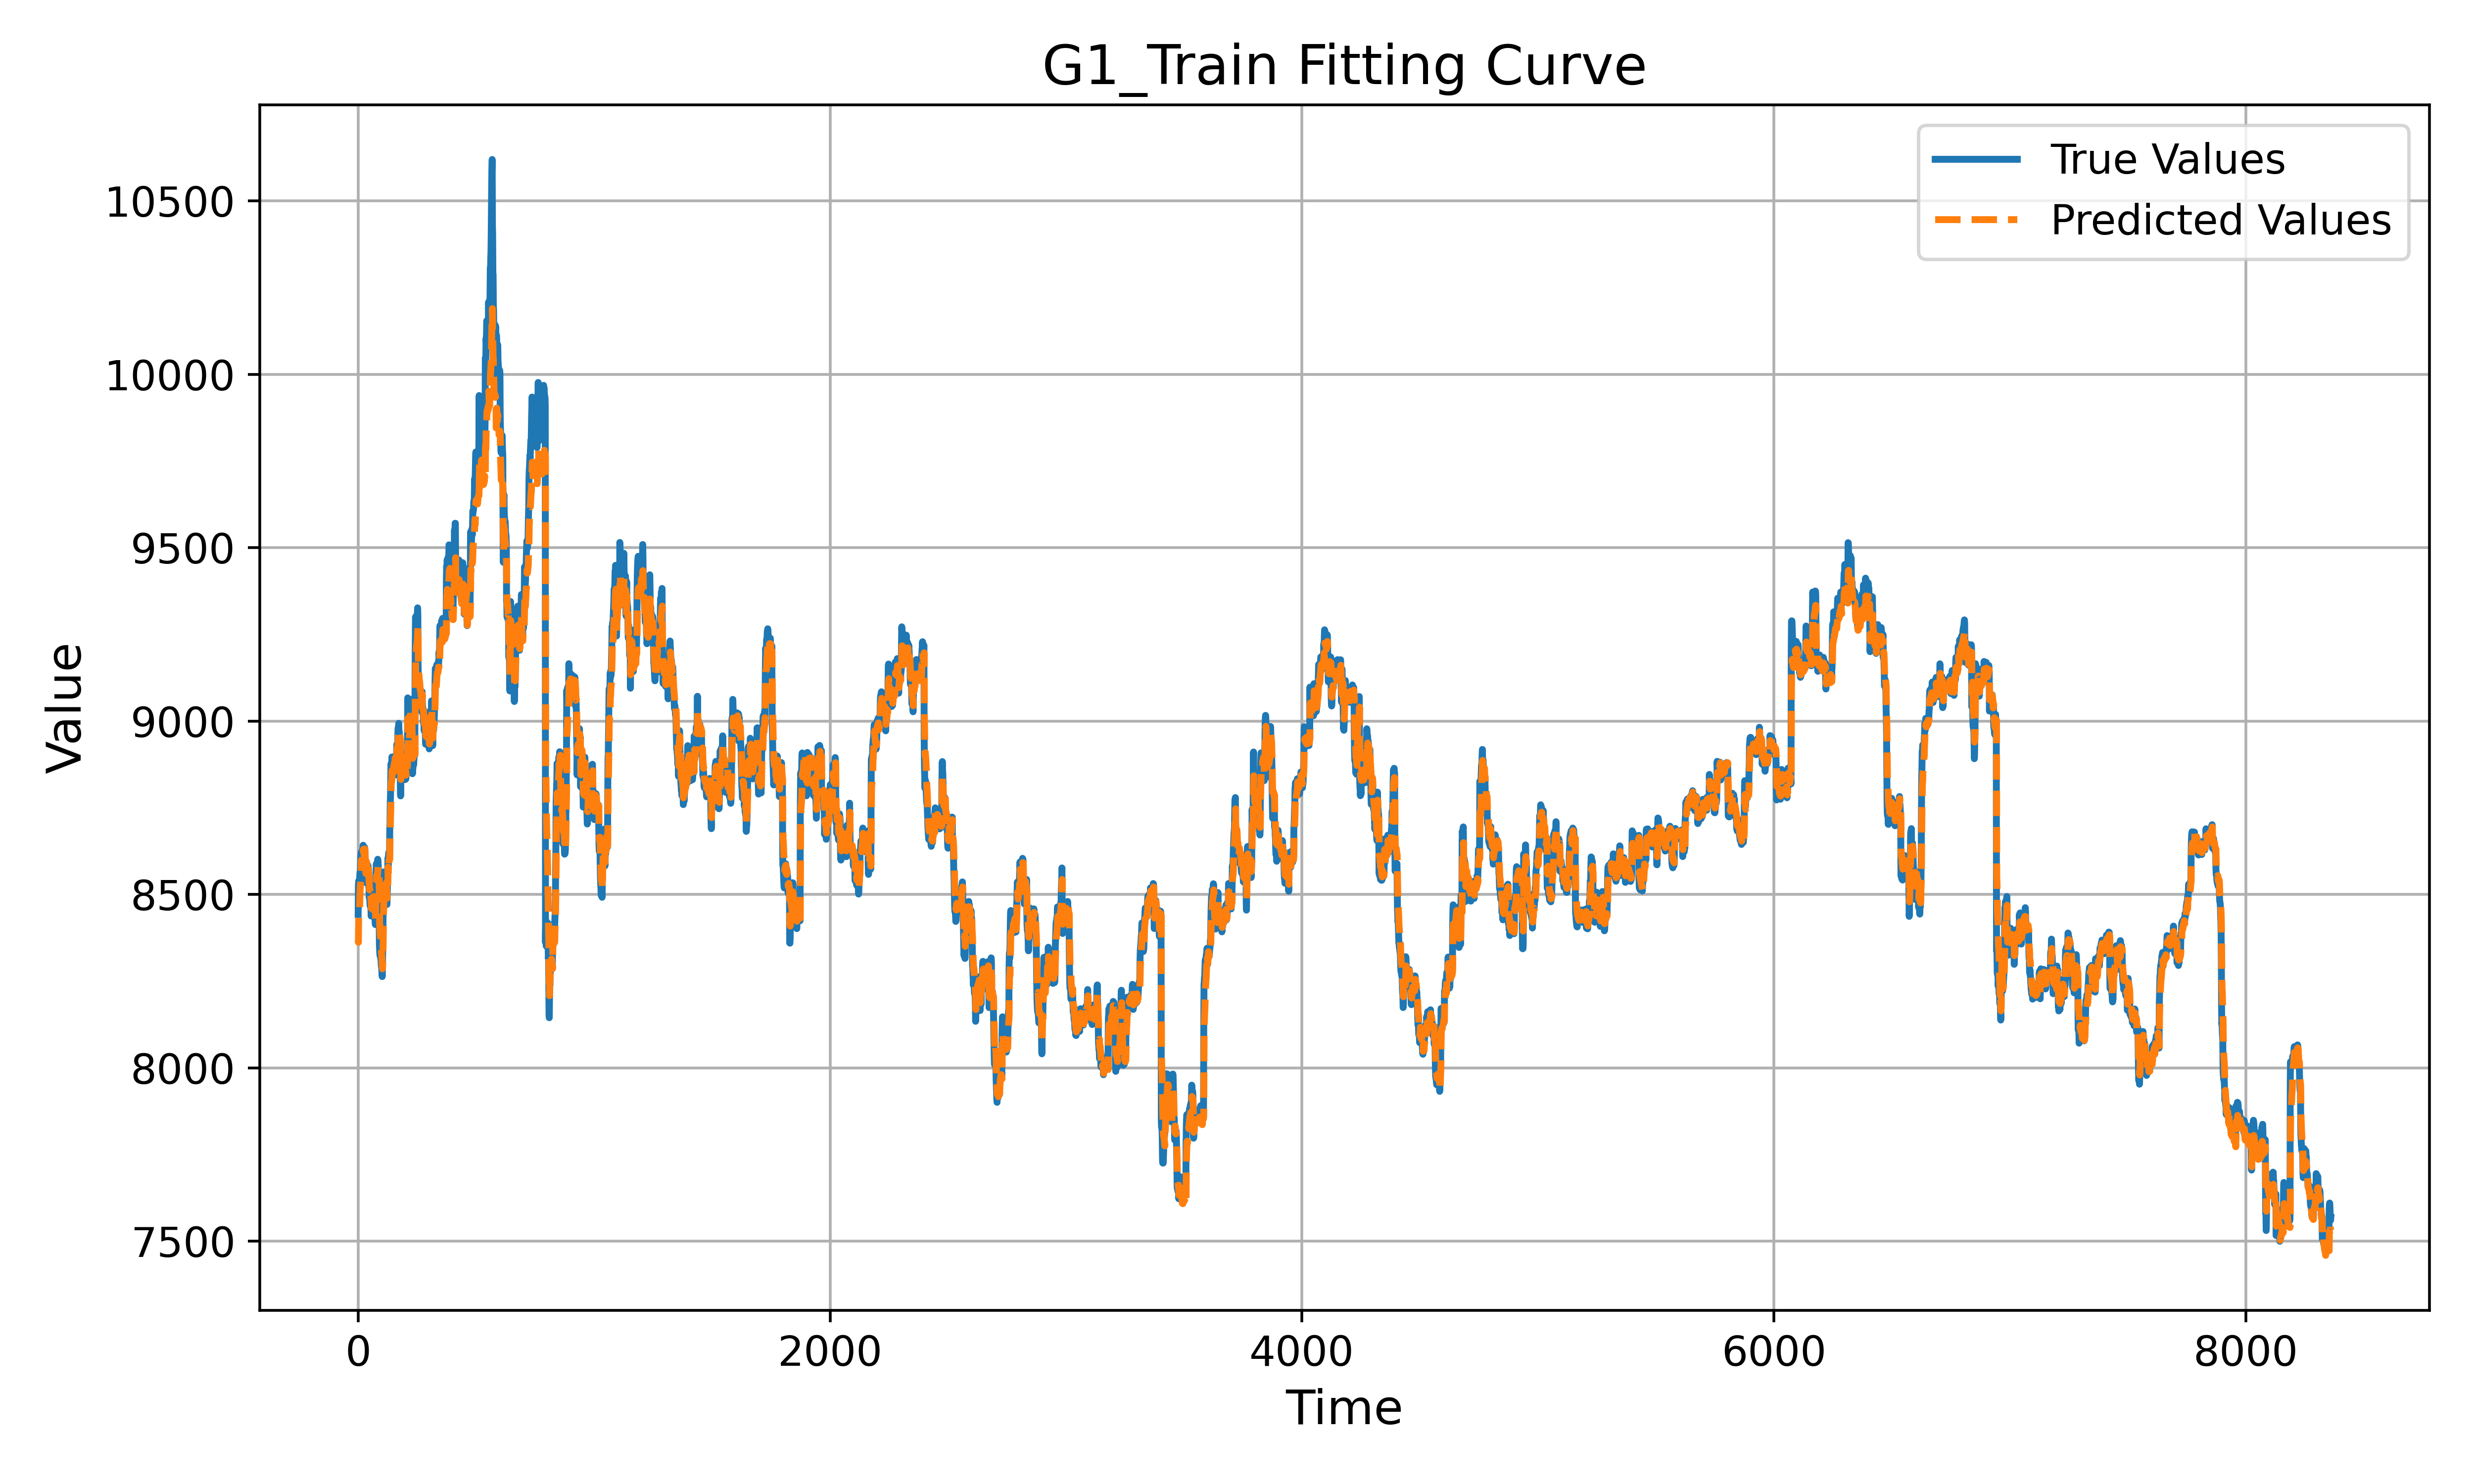 G1_Train Fitting Curve
True Values
Predicted Values
Value
10500
10000
9500
9000
8500
8000
7500
0 2000 4000 6000 8000
Time